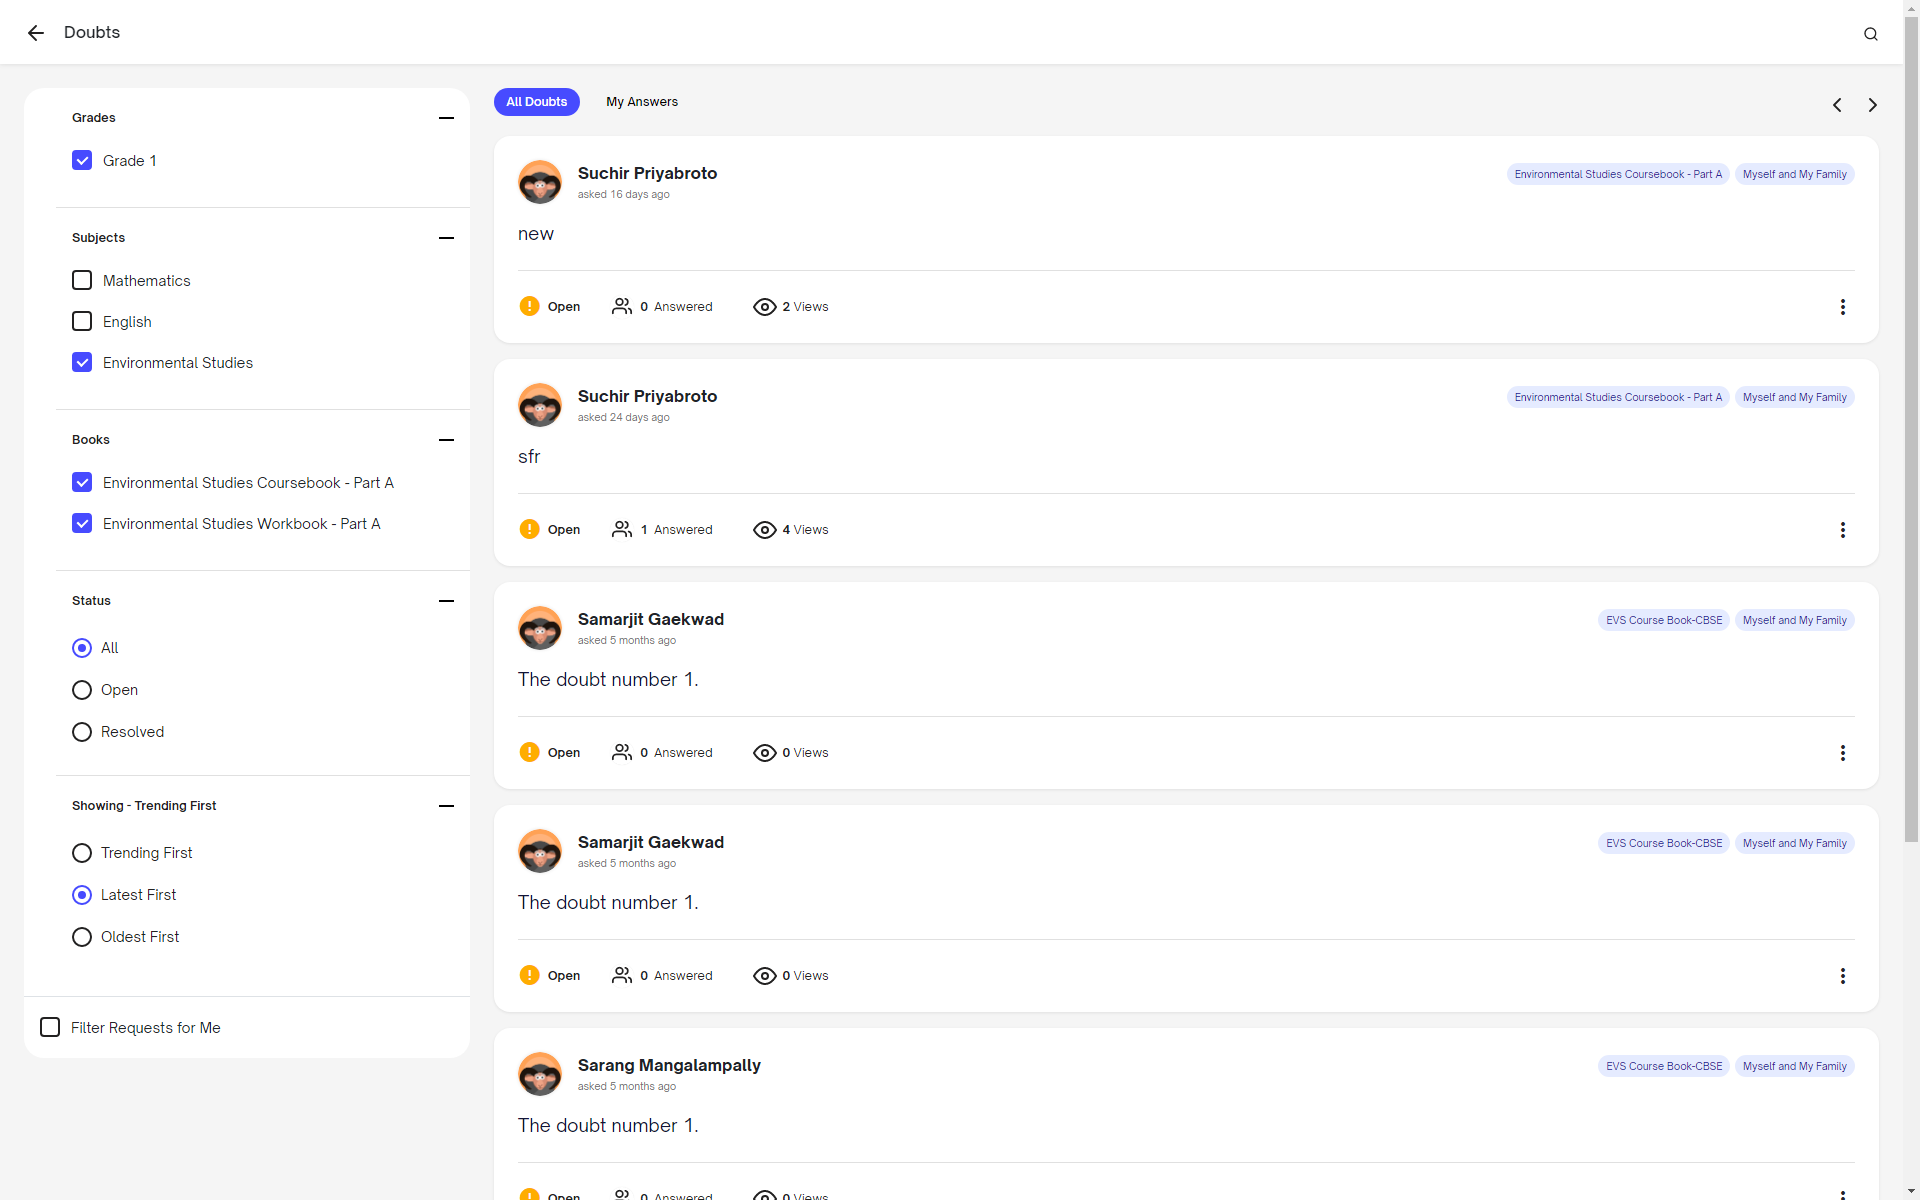 Doubts
Grades
Grade 1
Subjects
Mathematics
English
Environmental Studies
Books
Environmental Studies Coursebook - Part A
Environmental Studies Workbook - Part A
Status
All
Open
Resolved
Showing - Trending First
Trending First
Latest First
Oldest First
Filter Requests for Me
All Doubts
My Answers
Suchir Priyabroto
asked 16 days ago
Environmental Studies Coursebook - Part A
Myself and My Family
new
Open
0 Answered
2 Views
Suchir Priyabroto
asked 24 days ago
Environmental Studies Coursebook - Part A
Myself and My Family
sfr
Open
1 Answered
4 Views
Samarjit Gaekwad
asked 5 months ago
EVS Course Book-CBSE
Myself and My Family
The doubt number 1.
Open
0 Answered
0 Views
Samarjit Gaekwad
asked 5 months ago
EVS Course Book-CBSE
Myself and My Family
The doubt number 1.
Open
0 Answered
0 Views
Sarang Mangalampally
asked 5 months ago
EVS Course Book-CBSE
Myself and My Family
The doubt number 1.
Open
0 Answered
0 Views